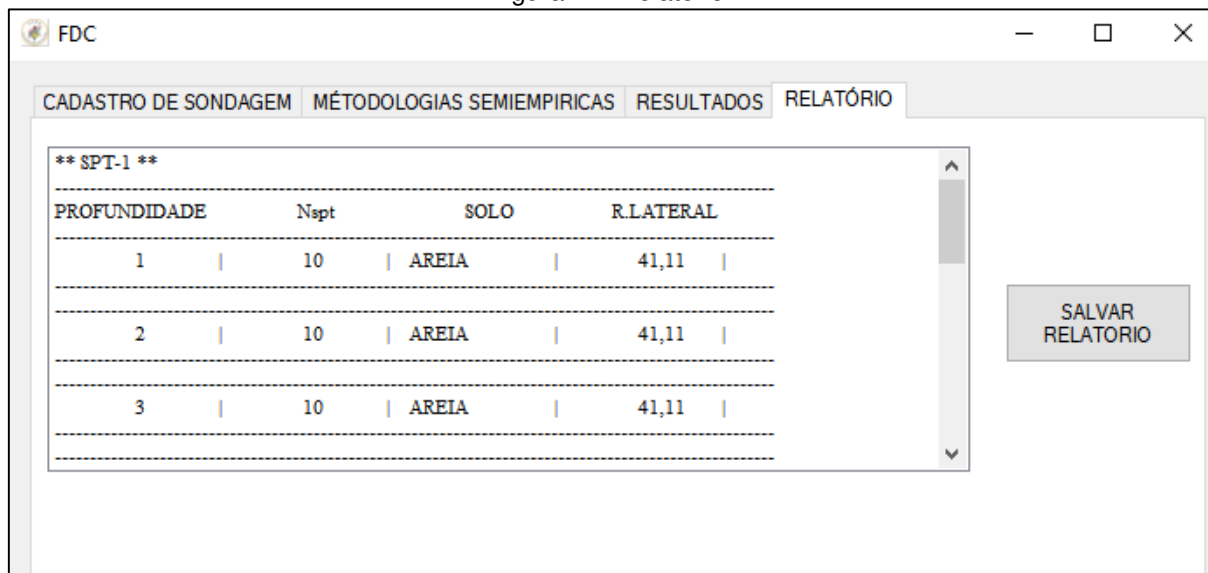 FDC
CADASTRO DE SONDAGEM MÉTODOLOGIAS SEMIEMPIRICAS RESULTADOS RELATÓRIO
** SPT-1 **
------------------------------------------------------------
PROFUNDIDADE Nspt SOLO R.LATERAL
------------------------------------------------------------
1 | 10 | AREIA | 41,11 |
------------------------------------------------------------
------------------------------------------------------------
2 | 10 | AREIA | 41,11 |
------------------------------------------------------------
------------------------------------------------------------
3 | 10 | AREIA | 41,11 |
------------------------------------------------------------
------------------------------------------------------------
SALVAR
RELATORIO